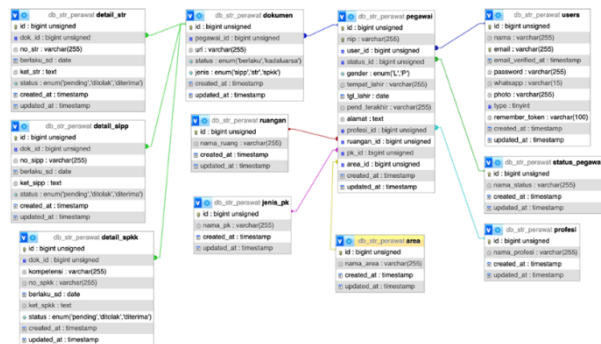 db_str_perawat detail_str
id : bigint unsigned
dok_id : bigint unsigned
no_str : varchar(255)
berlaku_sd : date
ket_str : text
status : enum('pending','ditolak','diterima')
created_at : timestamp
updated_at : timestamp
db_str_perawat detail_sipp
id : bigint unsigned
dok_id : bigint unsigned
no_sipp : varchar(255)
berlaku_sd : date
ket_sipp : text
status : enum('pending','ditolak','diterima')
created_at : timestamp
updated_at : timestamp
db_str_perawat detail_spkk
id : bigint unsigned
dok_id : bigint unsigned
kompetensi : varchar(255)
no_spkk : varchar(255)
berlaku_sd : date
ket_spkk : text
status : enum('pending','ditolak','diterima')
created_at : timestamp
updated_at : timestamp
db_str_perawat dokumen
id : bigint unsigned
pegawai_id : bigint unsigned
url : varchar(255)
status : enum('berlaku','kadaluarsa')
jenis : enum('sipp','str','spkk')
created_at : timestamp
updated_at : timestamp
db_str_perawat ruangan
id : bigint unsigned
nama_ruang : varchar(255)
created_at : timestamp
updated_at : timestamp
db_str_perawat jenis_pk
id : bigint unsigned
nama_pk : varchar(255)
created_at : timestamp
updated_at : timestamp
db_str_perawat pegawai
id : bigint unsigned
nip : varchar(255)
user_id : bigint unsigned
status_id : bigint unsigned
gender : enum('L','P')
tempat_lahir : varchar(255)
tgl_lahir : date
pend_terakhir : varchar(255)
alamat : text
profesi_id : bigint unsigned
ruangan_id : bigint unsigned
pk_id : bigint unsigned
area_id : bigint unsigned
created_at : timestamp
updated_at : timestamp
db_str_perawat area
id : bigint unsigned
nama_area : varchar(255)
created_at : timestamp
updated_at : timestamp
db_str_perawat users
id : bigint unsigned
nama : varchar(255)
email : varchar(255)
email_verified_at : timestamp
password : varchar(255)
whatsapp : varchar(15)
photo : varchar(255)
type : tinyint
remember_token : varchar(100)
created_at : timestamp
updated_at : timestamp
db_str_perawat status_pegawai
id : bigint unsigned
nama_status : varchar(255)
created_at : timestamp
updated_at : timestamp
db_str_perawat profesi
id : bigint unsigned
nama_profesi : varchar(255)
created_at : timestamp
updated_at : timestamp